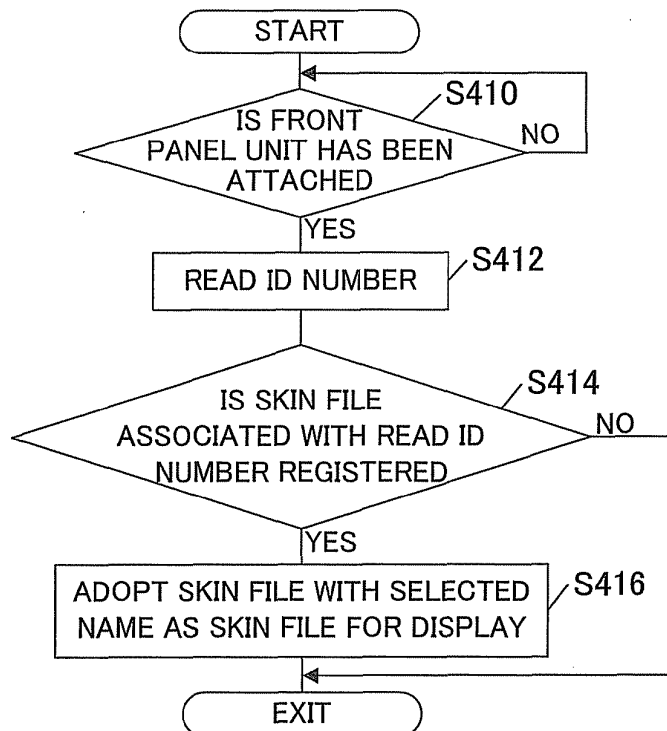 START
S410
IS FRONT
PANEL UNIT HAS BEEN
ATTACHED
NO
YES
READ ID NUMBER
S412
S414
IS SKIN FILE
ASSOCIATED WITH READ ID
NUMBER REGISTERED
NO
YES
ADOPT SKIN FILE WITH SELECTED
NAME AS SKIN FILE FOR DISPLAY
S416
EXIT